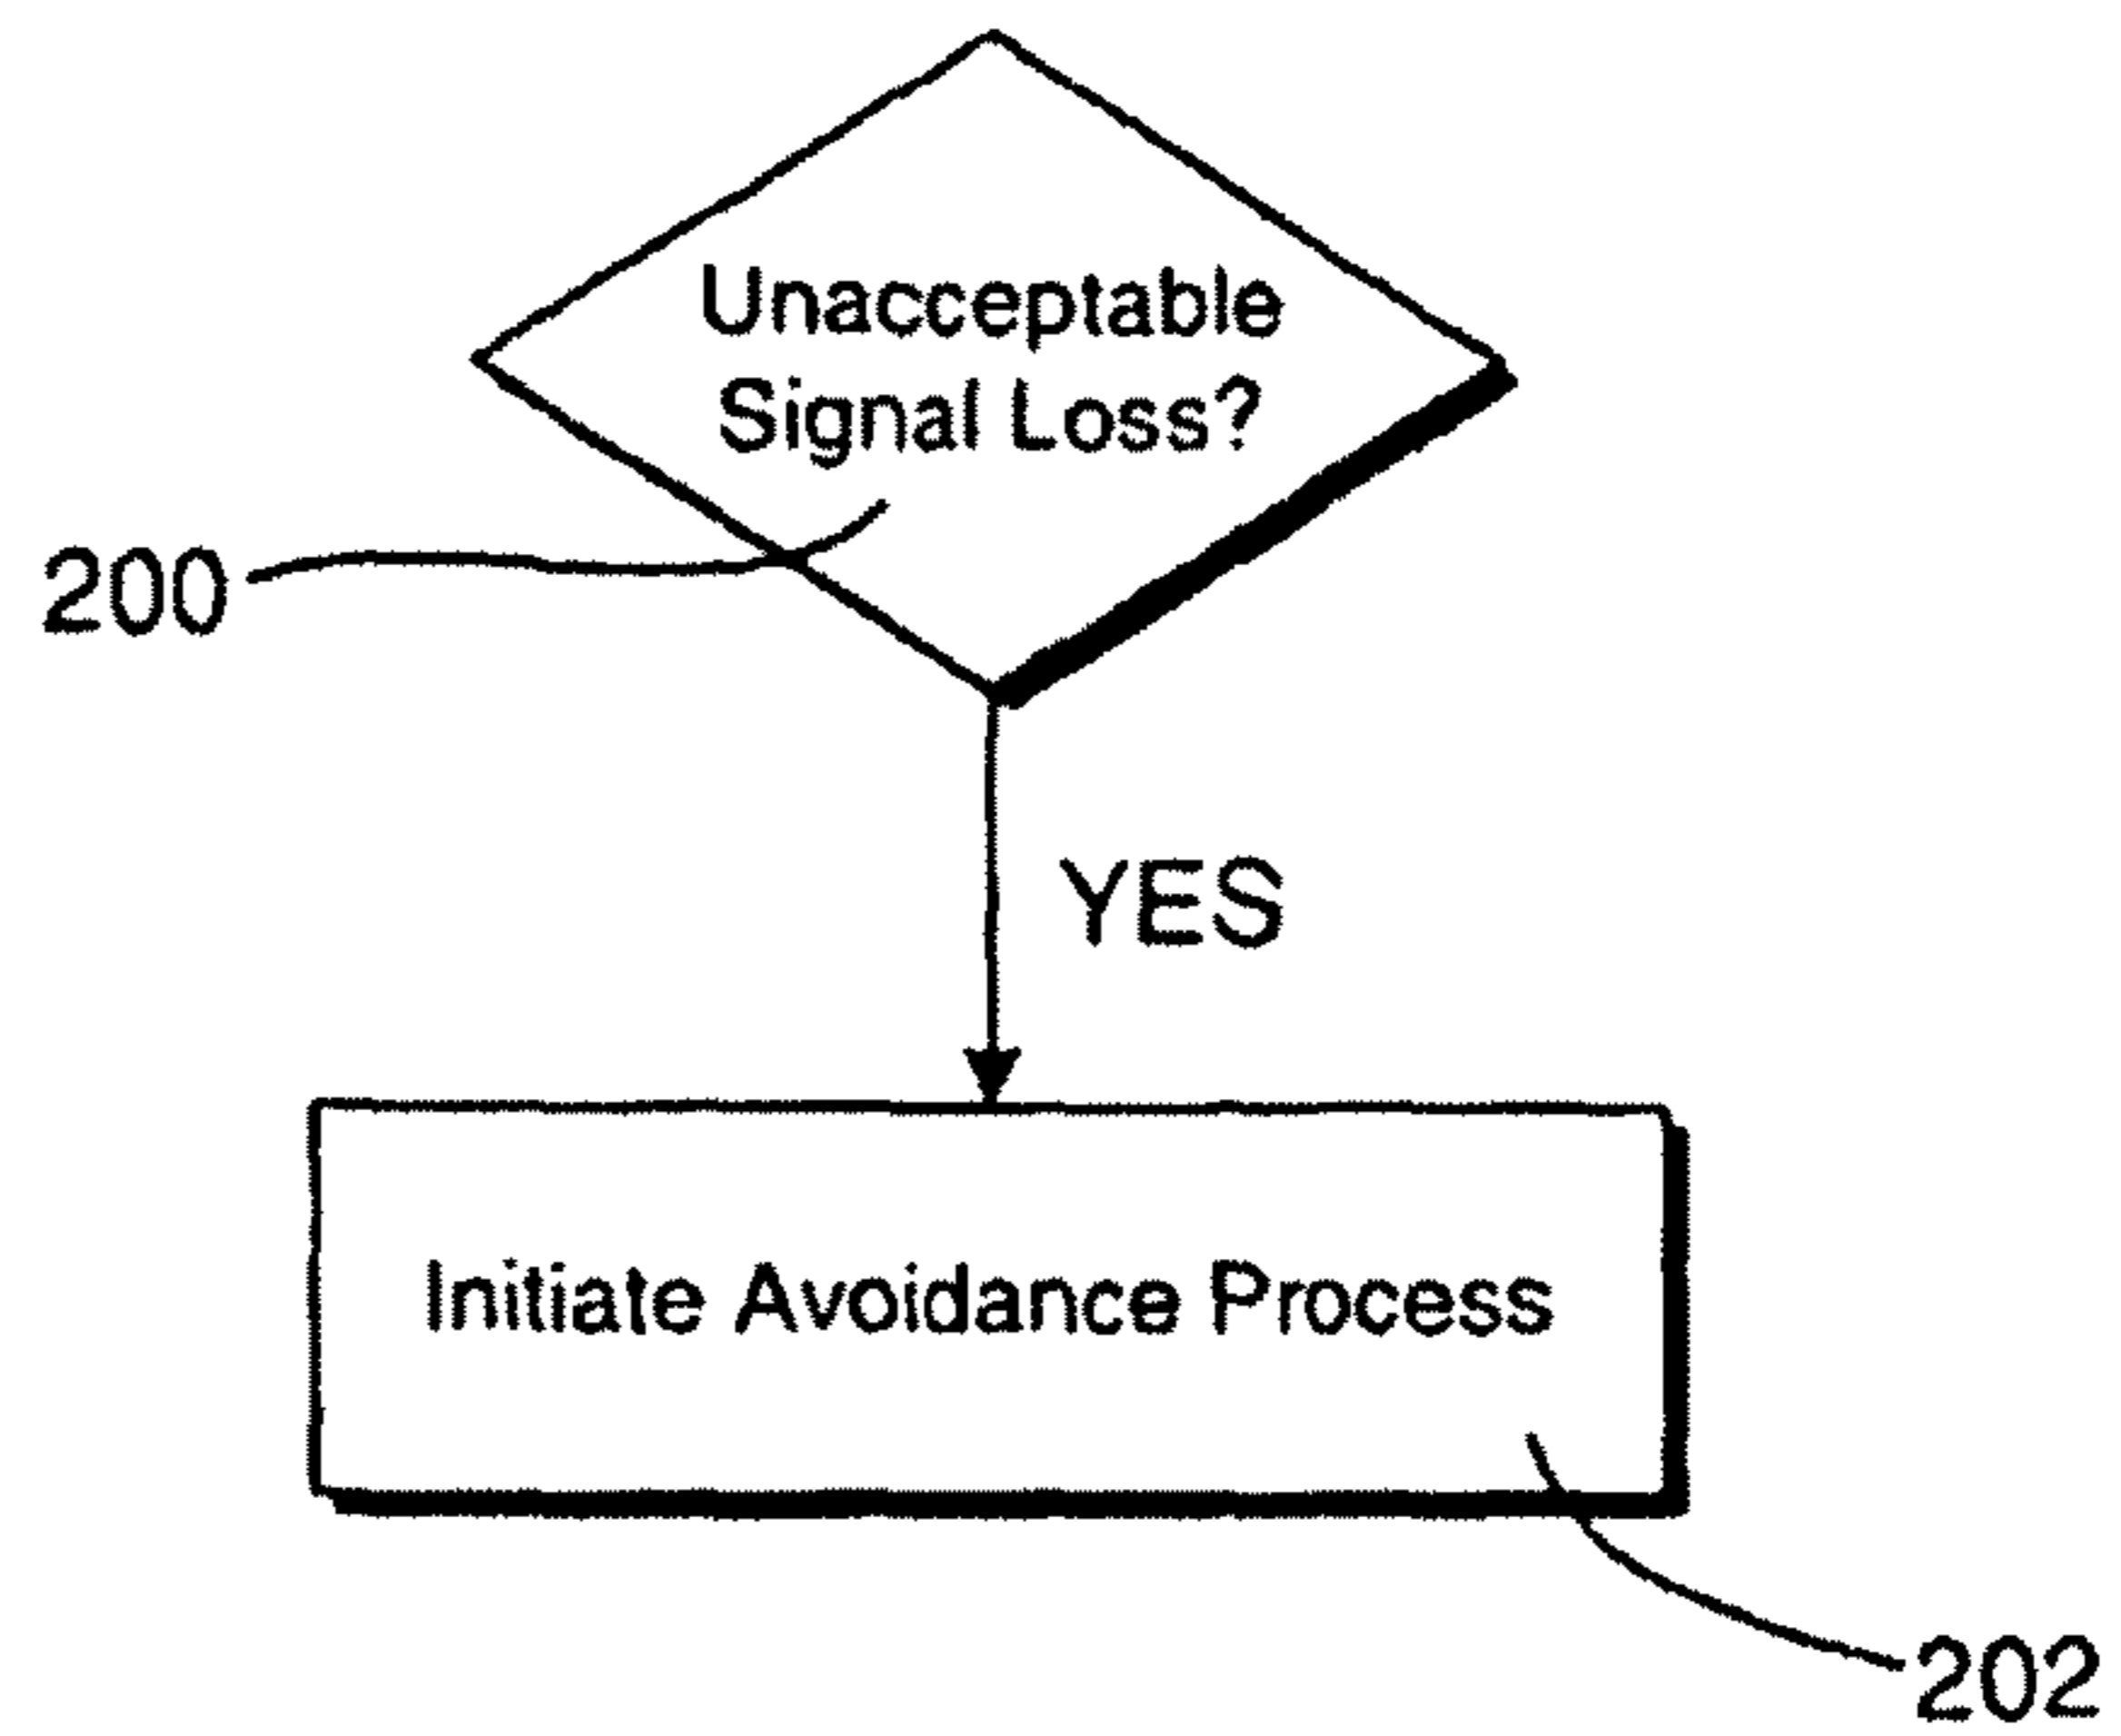 Unacceptable
Signal Loss?
200
YES
Initiate Avoidance Process
202